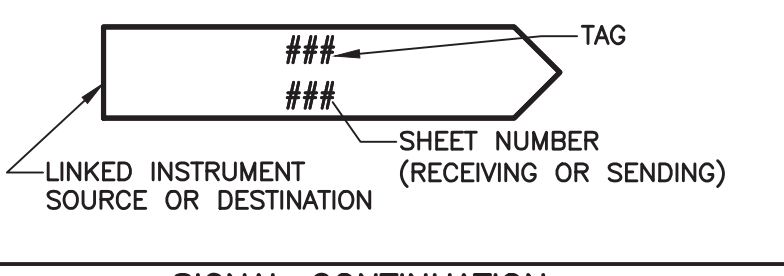 ### TAG
###
SHEET NUMBER
(RECEIVING OR SENDING)
LINKED INSTRUMENT
SOURCE OR DESTINATION
SIGNAL CONTINUATION